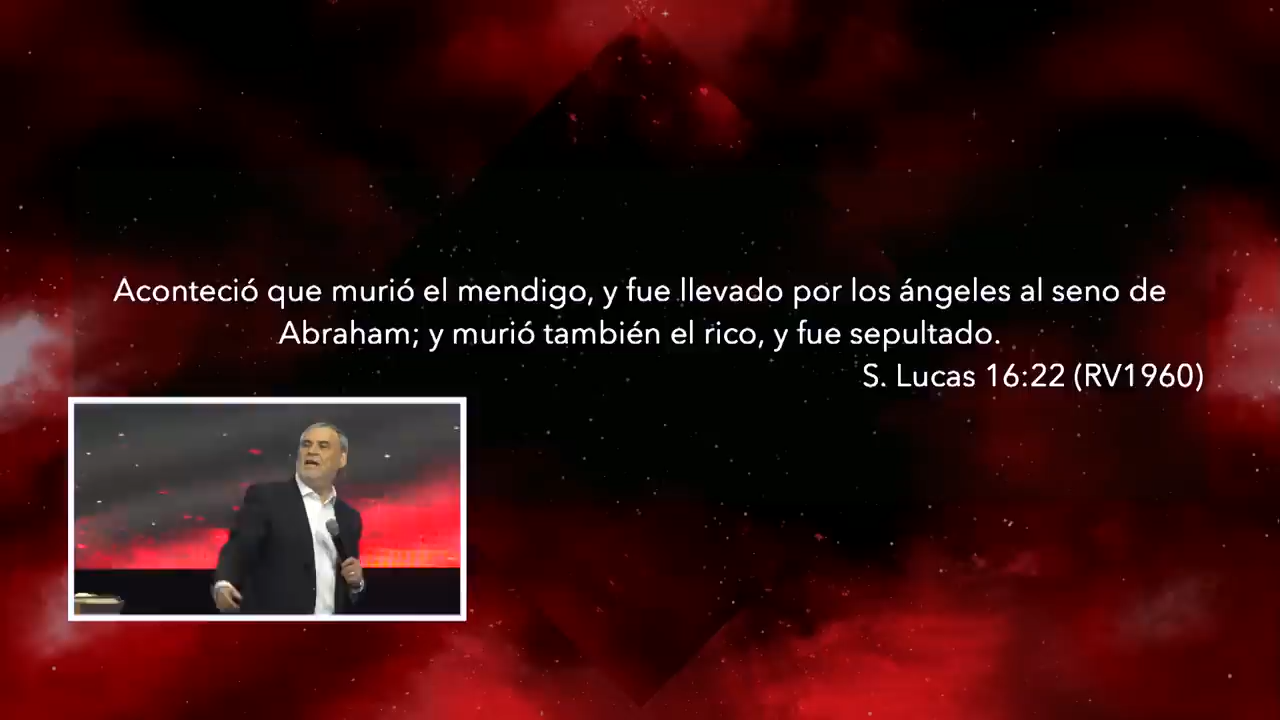 Aconteció que murió el mendigo, y fue llevado por los ángeles al seno de
Abraham; y murió también el rico, y fue sepultado.
S. Lucas 16:22 (RV1960)